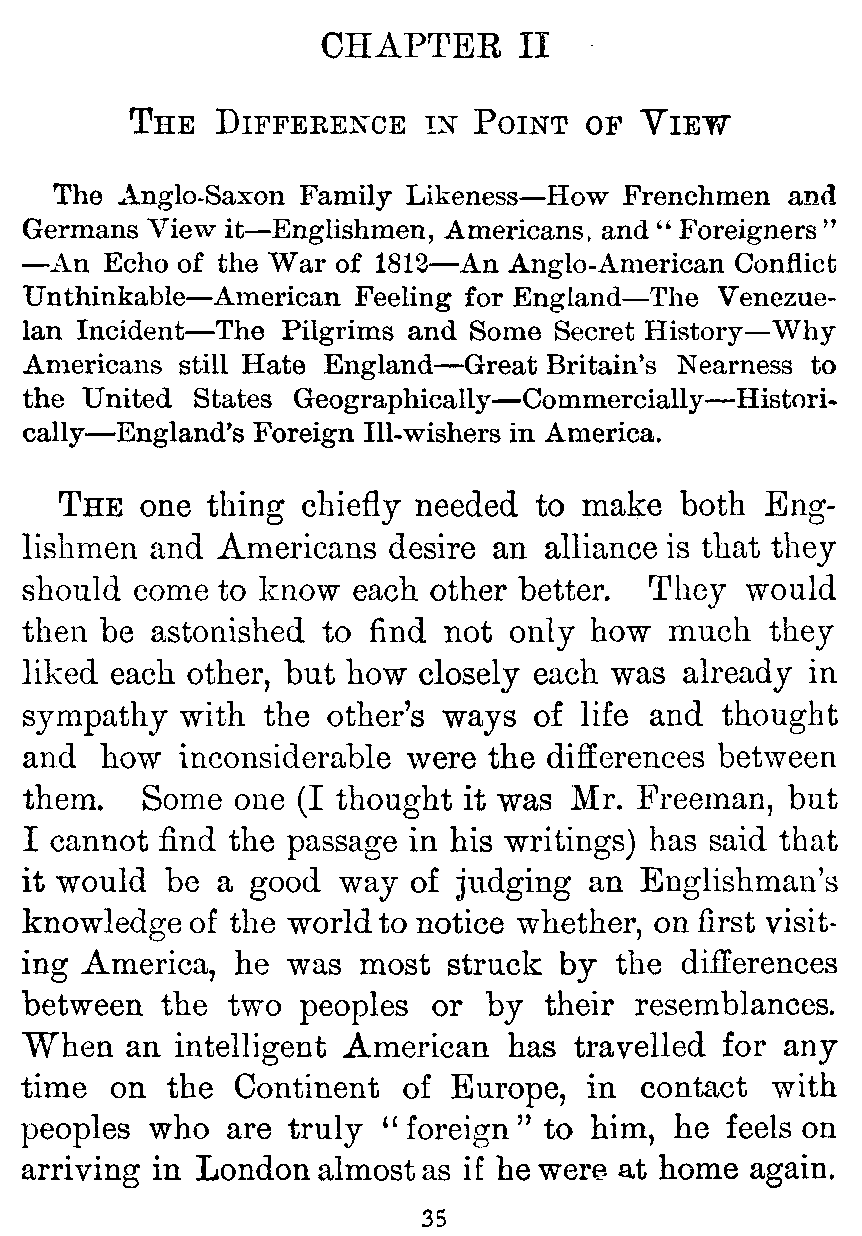 CHAPTER II
THE DIFFERENCE IN POINT OF VIEW
The Anglo-Saxon Family Likeness—How Frenchmen and
Germans View it—Englishmen, Americans, and “Foreigners”
—An Echo of the War of 1812—An Anglo-American Conflict
Unthinkable—American Feeling for England—The Venezue-
lan Incident—The Pilgrims and Some Secret History—Why
Americans still Hate England—Great Britain's Nearness to
the United States Geographically—Commercially—Histori-
cally—England's Foreign Ill-wishers in America.
THE one thing chiefly needed to make both Eng-
lishmen and Americans desire an alliance is that they
should come to know each other better. They would
then be astonished to find not only how much they
liked each other, but how closely each was already in
sympathy with the other's ways of life and thought
and how inconsiderable were the differences between
them. Some one (I thought it was Mr. Freeman, but
I cannot find the passage in his writings) has said that
it would be a good way of judging an Englishman's
knowledge of the world to notice whether, on first visit-
ing America, he was most struck by the differences
between the two peoples or by their resemblances.
When an intelligent American has travelled for any
time on the Continent of Europe, in contact with
peoples who are truly “foreign” to him, he feels on
arriving in London almost as if he were at home again.
35